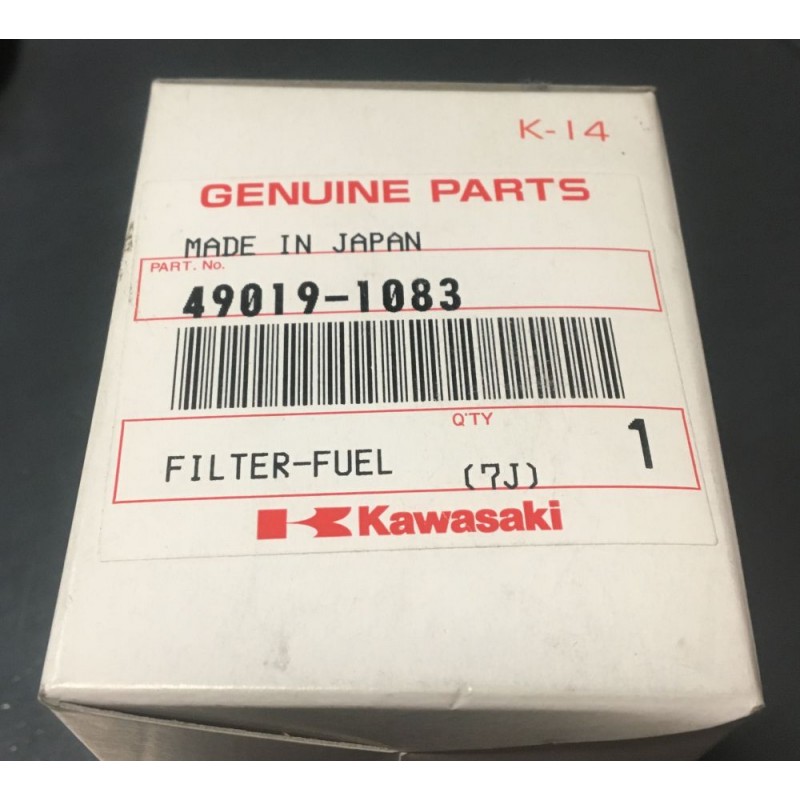 K-14
GENUINE PARTS
MADE IN JAPAN
PART. No.
49019-1083
Q'TY
FILTER-FUEL (7J) 1
Kawasaki